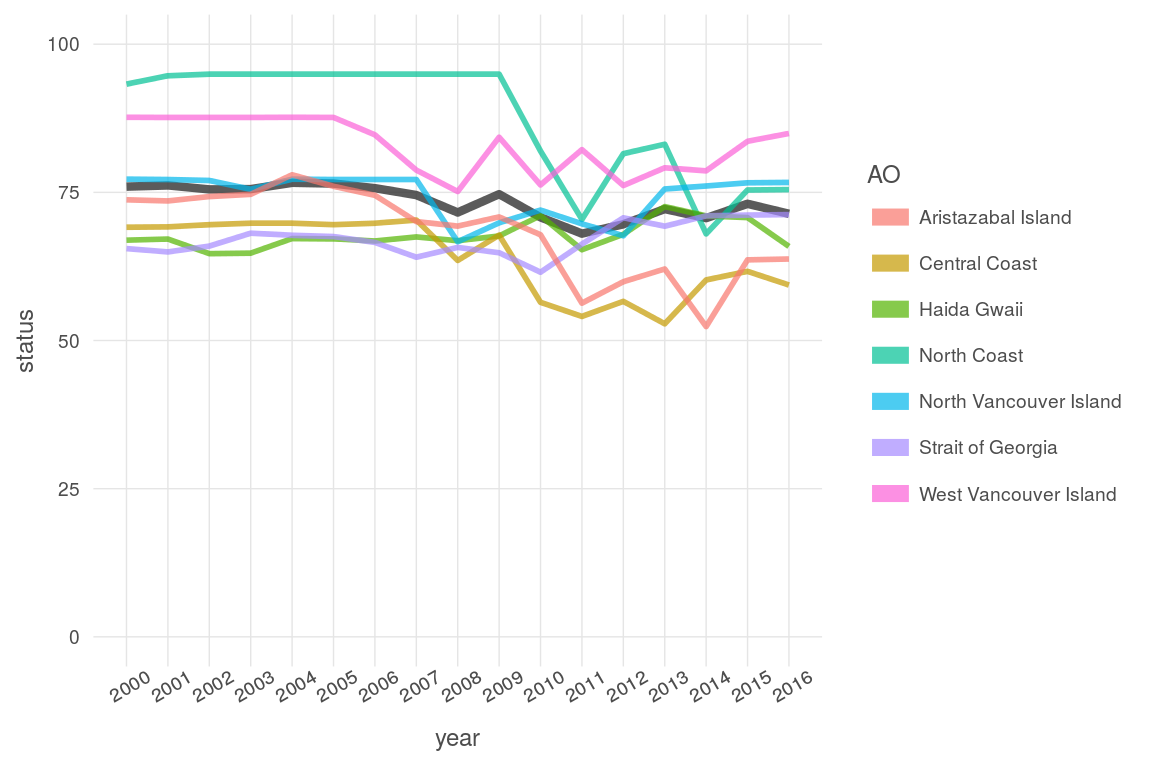 100
75
50
25
0
status
2000 2001 2002 2003 2004 2005 2006 2007 2008 2009 2010 2011 2012 2013 2014 2015 2016
year
AO
Aristazabal Island
Central Coast
Haida Gwaii
North Coast
North Vancouver Island
Strait of Georgia
West Vancouver Island